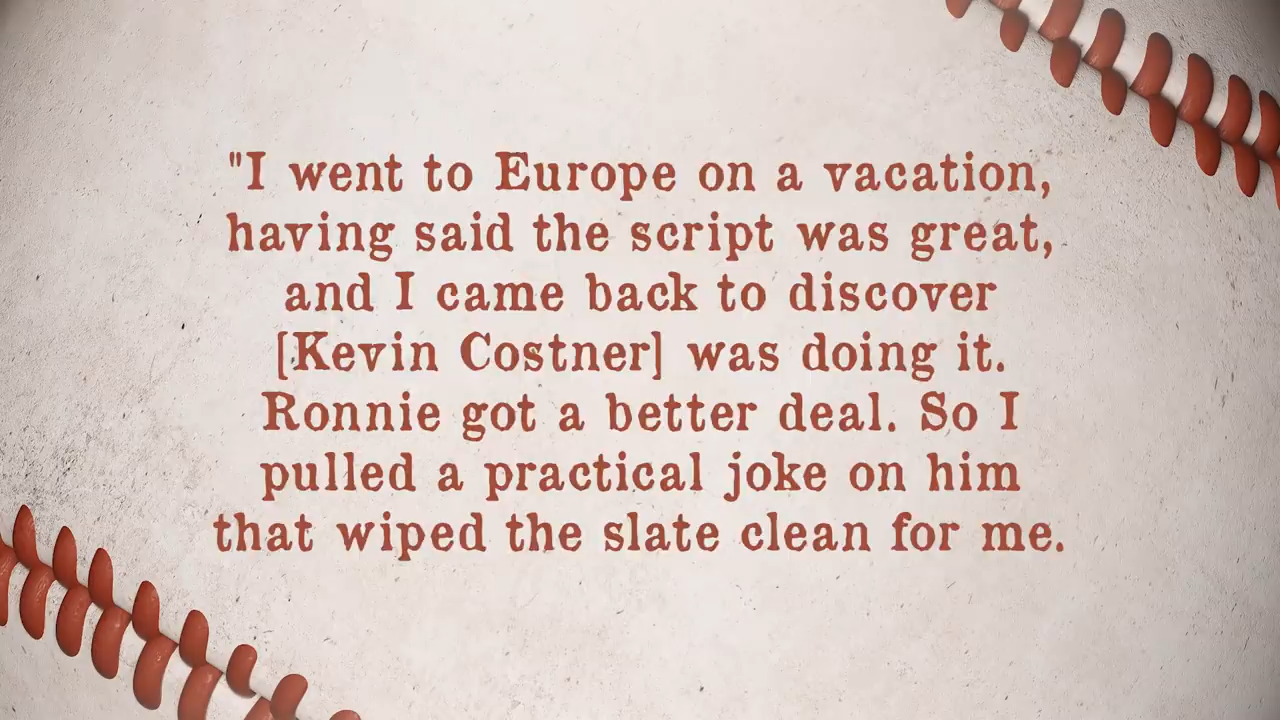 "I went to Europe on a vacation,
having said the script was great,
and I came back to discover
[Kevin Costner] was doing it.
Ronnie got a better deal. So I
pulled a practical joke on him
that wiped the slate clean for me.